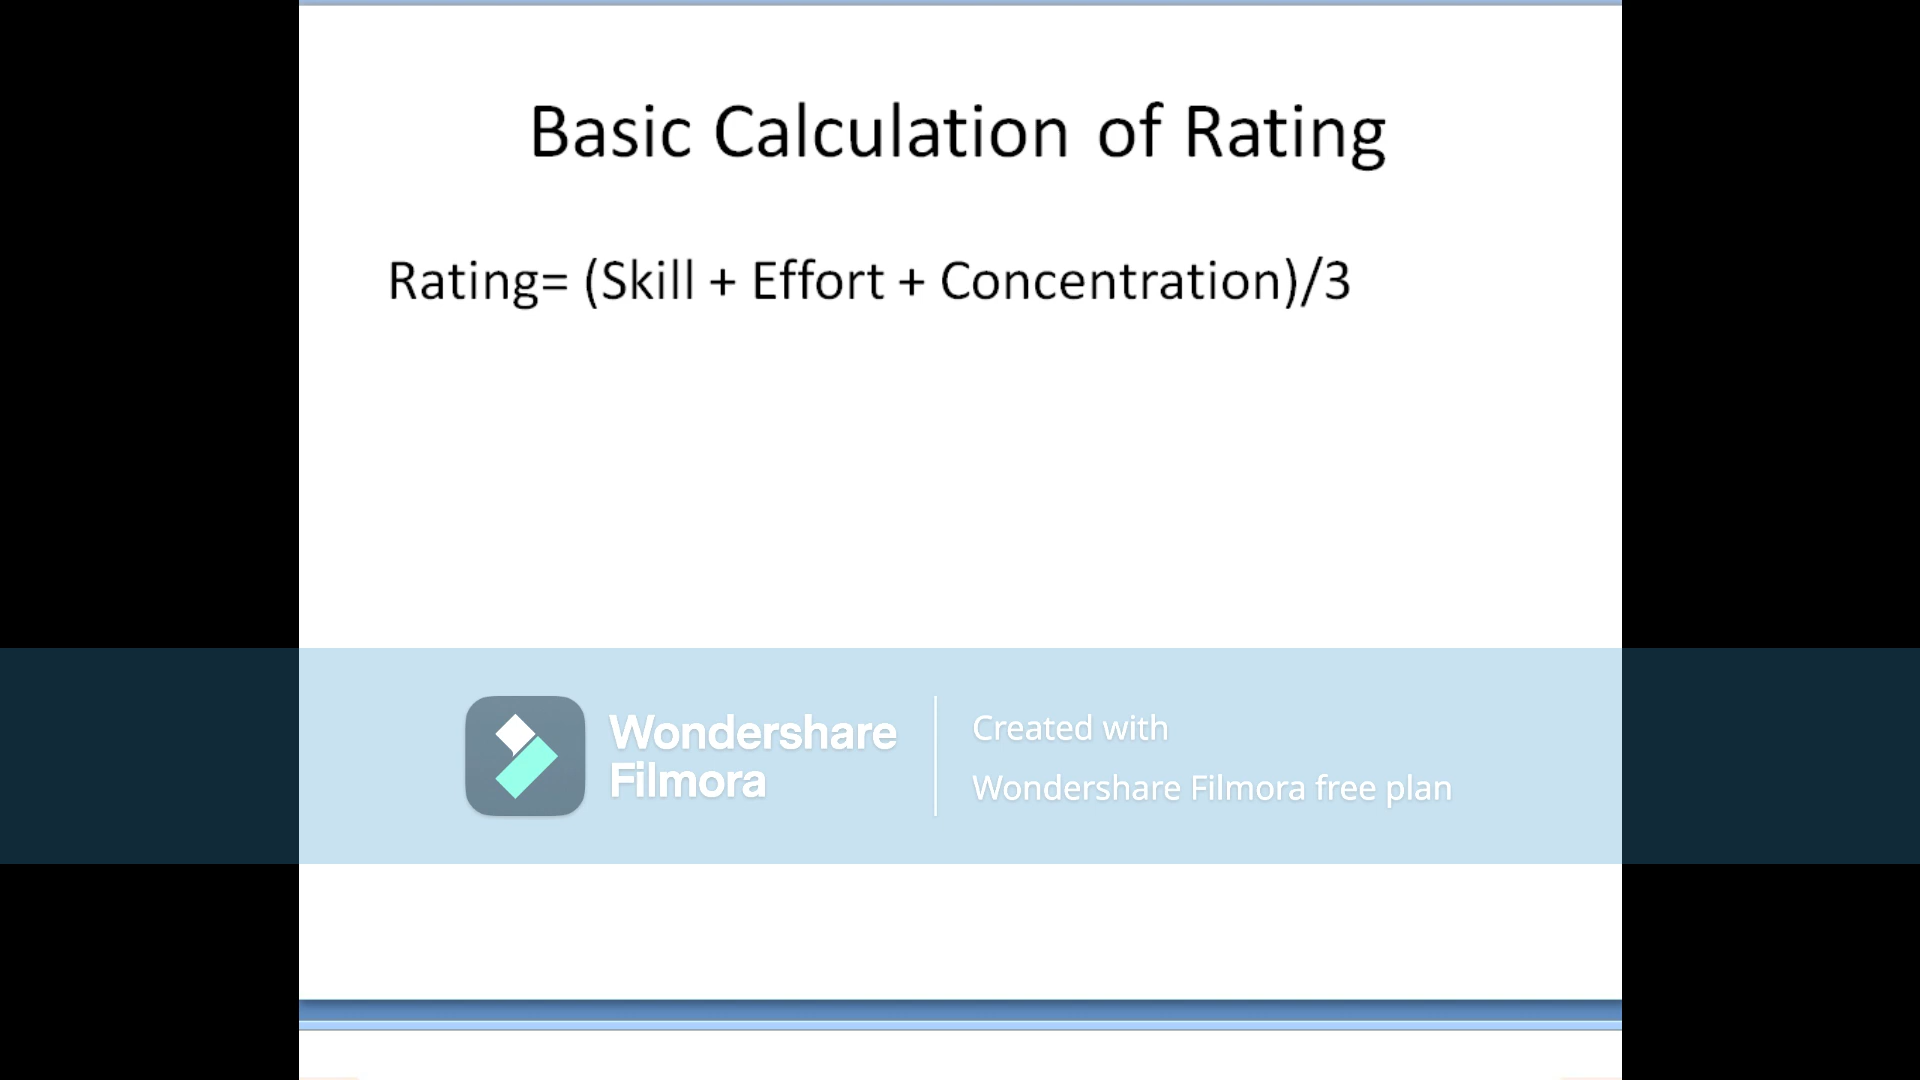 Basic Calculation of Rating
Rating= (Skill + Effort + Concentration)/3
Wondershare
Filmora
Created with
Wondershare Filmora free plan